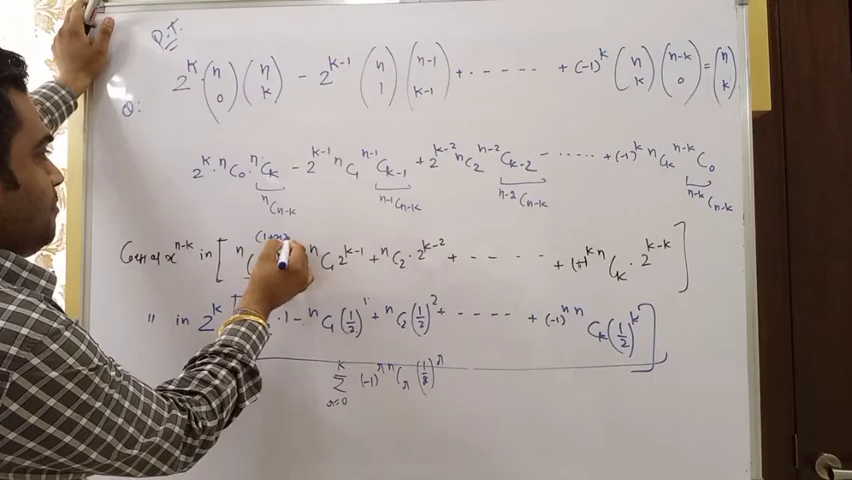 P.T.
Q: 2^k · (n 0) (n k) - 2^(k-1) (n 1) (n-1 k-1) + ·----- + (-1)^k (n k) (n-k 0) = (n k)
2^k · ⁿC₀ · ⁿC_k - 2^(k-1) ⁿC₁ ⁿ⁻¹C_(k-1) + 2^(k-2) ⁿC₂ ⁿ⁻²C_(k-2) - ······ + (-1)^k ⁿC_k ⁿ⁻ᵏC₀
ⁿC_(n-k) ⁿ⁻¹C_(n-k) ⁿ⁻²C_(n-k) ⁿ⁻ᵏC_(n-k)
Coeff of x^(n-k) in [ ⁿC ⁿC₁ 2^(k-1) + ⁿC₂ · 2^(k-2) + - - - - + (-1)^k ⁿC_k · 2^(k-k) ]
" in 2^k [ · 1 - ⁿC₁ (1/2)^1 + ⁿC₂ (1/2)^2 + - - - - + (-1)^n ⁿC_k (1/2)^k ]
k Σ r=0 (-1)^r ⁿC_r (1/2)^r